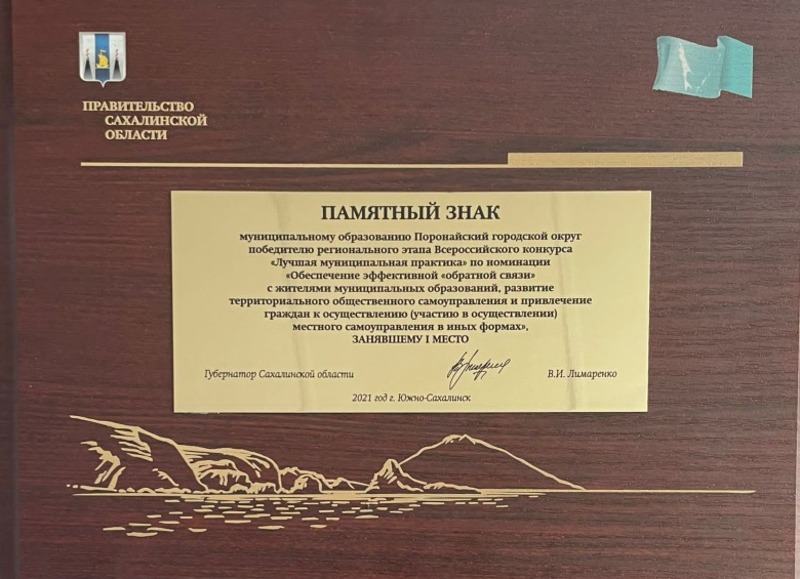 ПРАВИТЕЛЬСТВО
САХАЛИНСКОЙ
ОБЛАСТИ
ПАМЯТНЫЙ ЗНАК
муниципальному образованию Поронайский городской округ
победителю регионального этапа Всероссийского конкурса
«Лучшая муниципальная практика» по номинации
«Обеспечение эффективной «обратной связи»
с жителями муниципальных образований, развитие
территориального общественного самоуправления и привлечение
граждан к осуществлению (участию в осуществлении)
местного самоуправления в иных формах»,
ЗАНЯВШЕМУ I МЕСТО
Губернатор Сахалинской области В.И. Лимаренко
2021 год г. Южно-Сахалинск